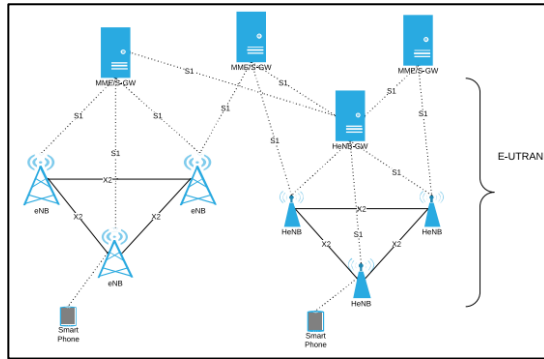 MME/S-GW
MME/S-GW
MME/S-GW
S1
S1
S1
S1
S1
S1
S1
S1
S1
HeNB-GW
E-UTRAN
S1
S1
X2
eNB
eNB
X2
X2
X2
HeNB
HeNB
S1
X2
X2
eNB
HeNB
Smart
Phone
Smart
Phone